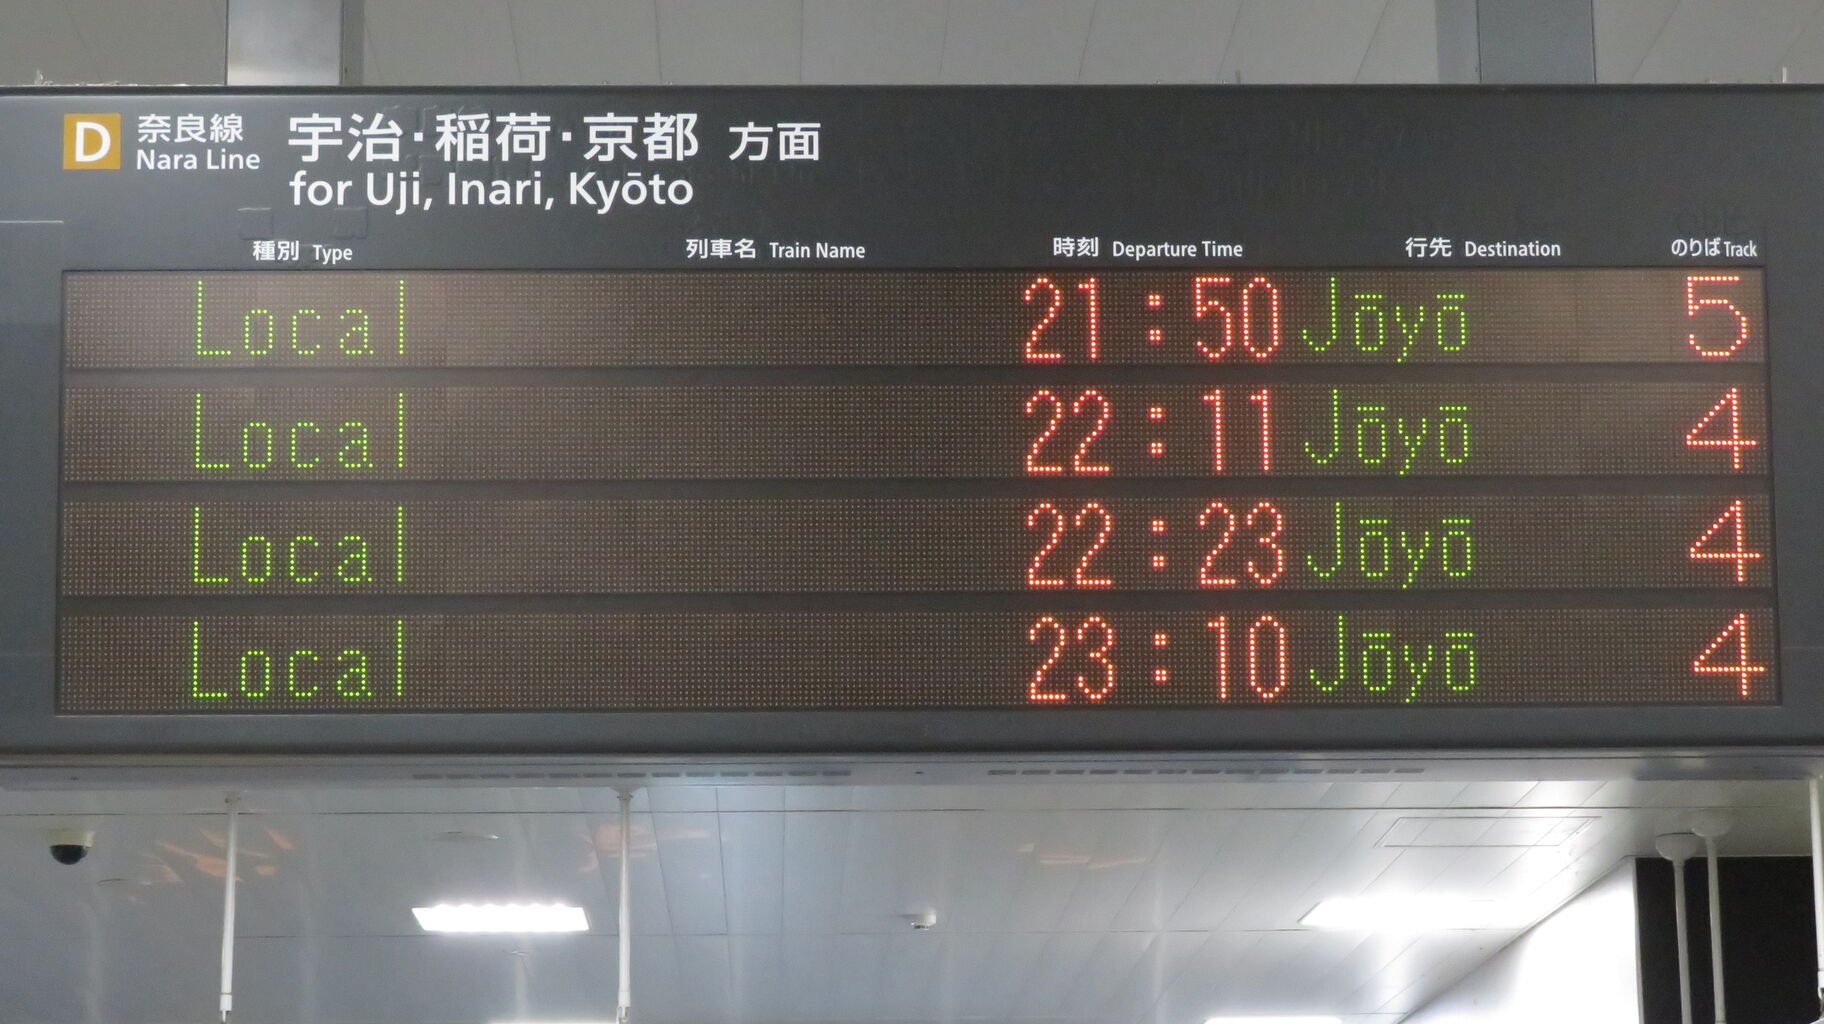 D 奈良線 宇治・稲荷・京都 方面
Nara Line for Uji, Inari, Kyōto
種別 Type 列車名 Train Name 時刻 Departure Time 行先 Destination のりば Track
Local 21:50 Jōyō 5
Local 22:11 Jōyō 4
Local 22:23 Jōyō 4
Local 23:10 Jōyō 4